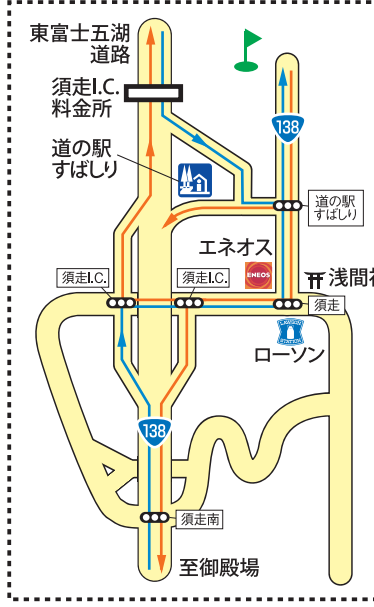 東富士五湖
道路
須走I.C.
料金所
138
道の駅
すばしり
道の駅
すばしり
エネオス
ENEOS
須走I.C.
須走I.C.
浅間神
須走
LAWSON
STATION
ローソン
138
須走南
至御殿場